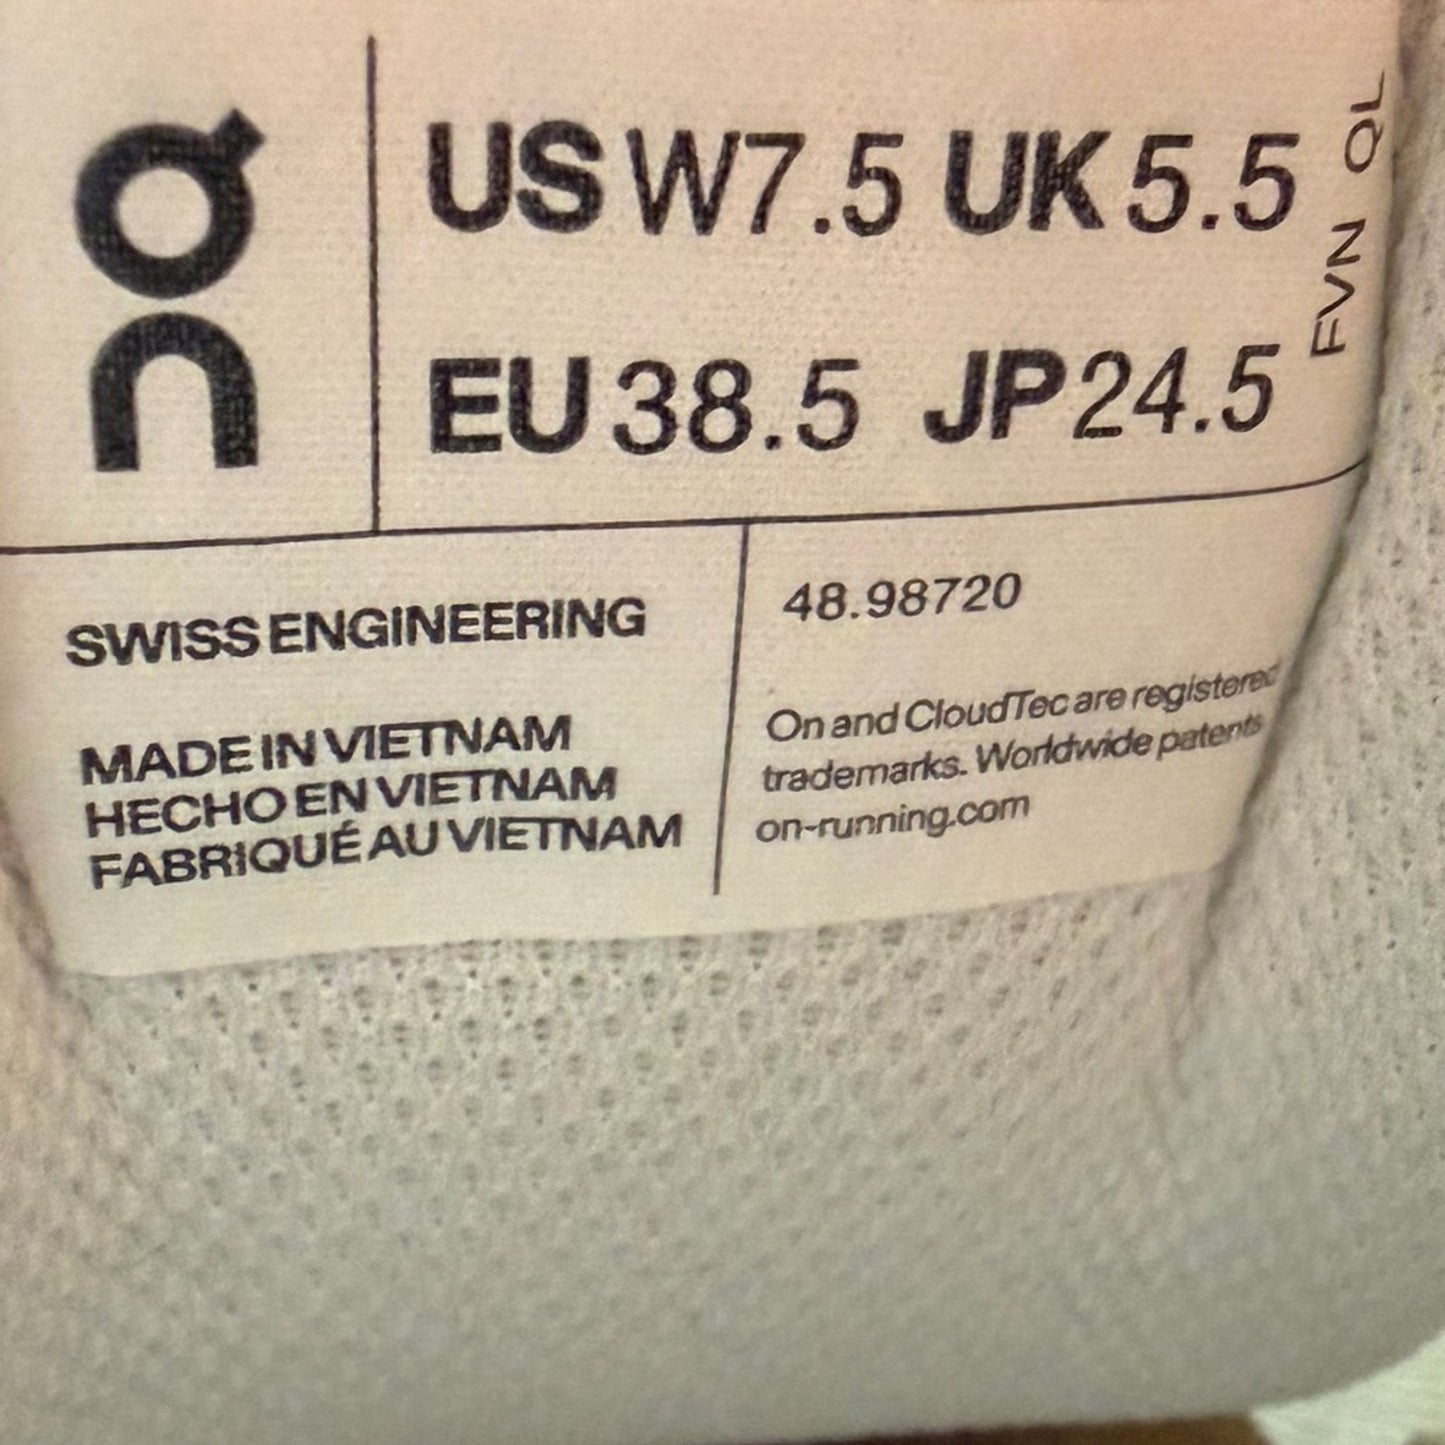 on
US W7.5 UK 5.5
EU 38.5 JP 24.5
FVN QL
SWISS ENGINEERING
MADE IN VIETNAM
HECHO EN VIETNAM
FABRIQUÉ AU VIETNAM
48.98720
On and CloudTec are registered
trademarks. Worldwide patents
on-running.com